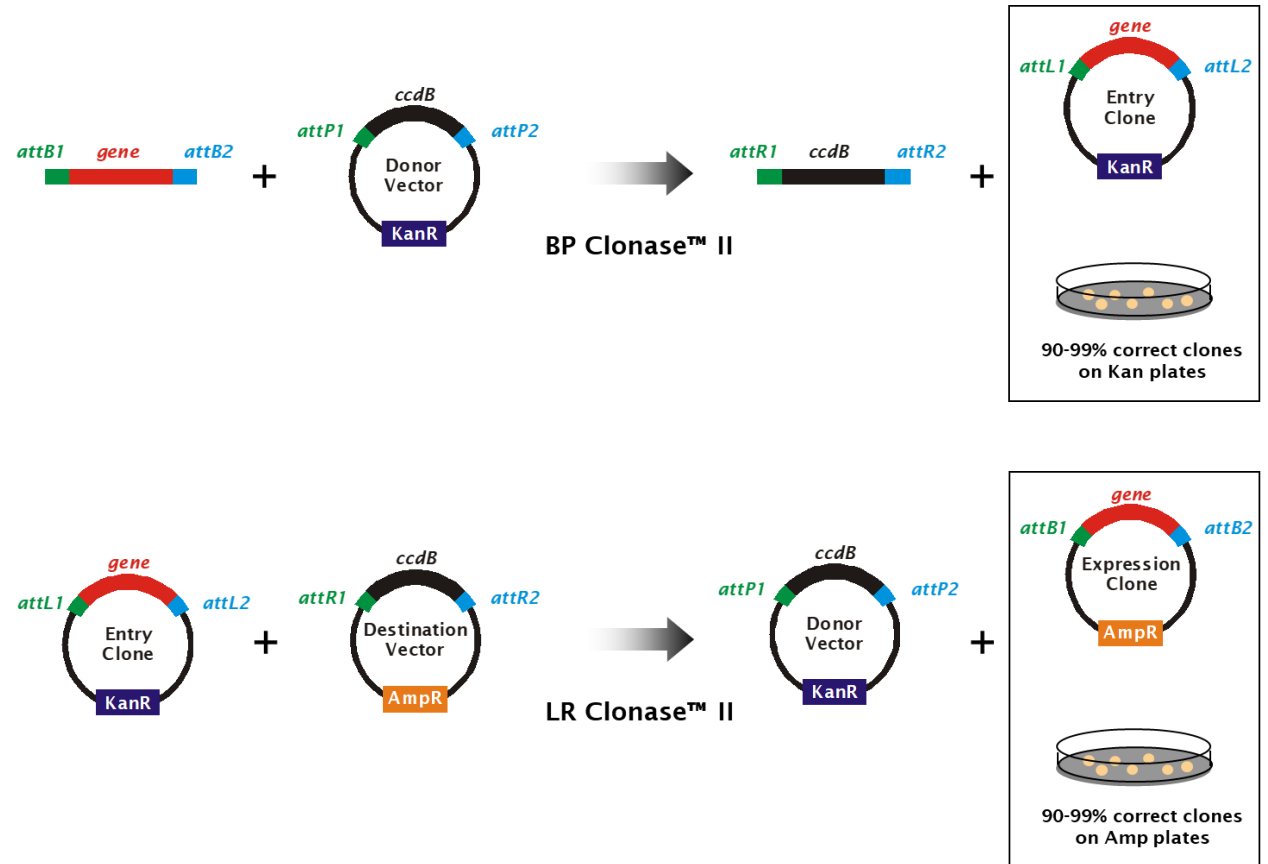 attB1
gene
attB2
+
ccdB
attP1
attP2
Donor
Vector
KanR
BP Clonase™ II
attR1
ccdB
attR2
+
gene
attL1
attL2
Entry
Clone
KanR
90-99% correct clones
on Kan plates
gene
attL1
attL2
Entry
Clone
KanR
+
ccdB
attR1
attR2
Destination
Vector
AmpR
LR Clonase™ II
ccdB
attP1
attP2
Donor
Vector
KanR
+
gene
attB1
attB2
Expression
Clone
AmpR
90-99% correct clones
on Amp plates